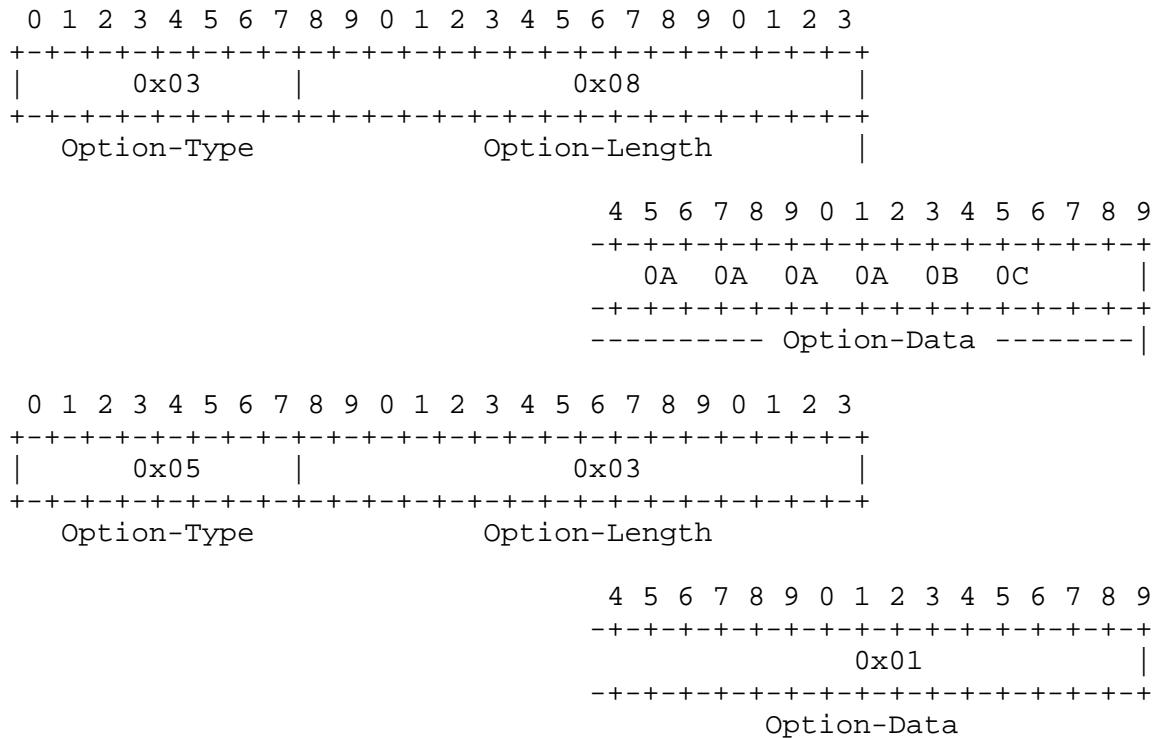 0 1 2 3 4 5 6 7 8 9 0 1 2 3 4 5 6 7 8 9 0 1 2 3
+-+-+-+-+-+-+-+-+-+-+-+-+-+-+-+-+-+-+-+-+-+-+-+-+
|      0x03     |              0x08             |
+-+-+-+-+-+-+-+-+-+-+-+-+-+-+-+-+-+-+-+-+-+-+-+-+
Option-Type             Option-Length        |
4 5 6 7 8 9 0 1 2 3 4 5 6 7 8 9
-+-+-+-+-+-+-+-+-+-+-+-+-+-+-+-+
0A  0A  0A  0A  0B  0C      |
-+-+-+-+-+-+-+-+-+-+-+-+-+-+-+-+
---------- Option-Data --------|
0 1 2 3 4 5 6 7 8 9 0 1 2 3 4 5 6 7 8 9 0 1 2 3
+-+-+-+-+-+-+-+-+-+-+-+-+-+-+-+-+-+-+-+-+-+-+-+-+
|      0x05     |              0x03             |
+-+-+-+-+-+-+-+-+-+-+-+-+-+-+-+-+-+-+-+-+-+-+-+-+
Option-Type             Option-Length
4 5 6 7 8 9 0 1 2 3 4 5 6 7 8 9
-+-+-+-+-+-+-+-+-+-+-+-+-+-+-+-+
0x01            |
-+-+-+-+-+-+-+-+-+-+-+-+-+-+-+-+
Option-Data